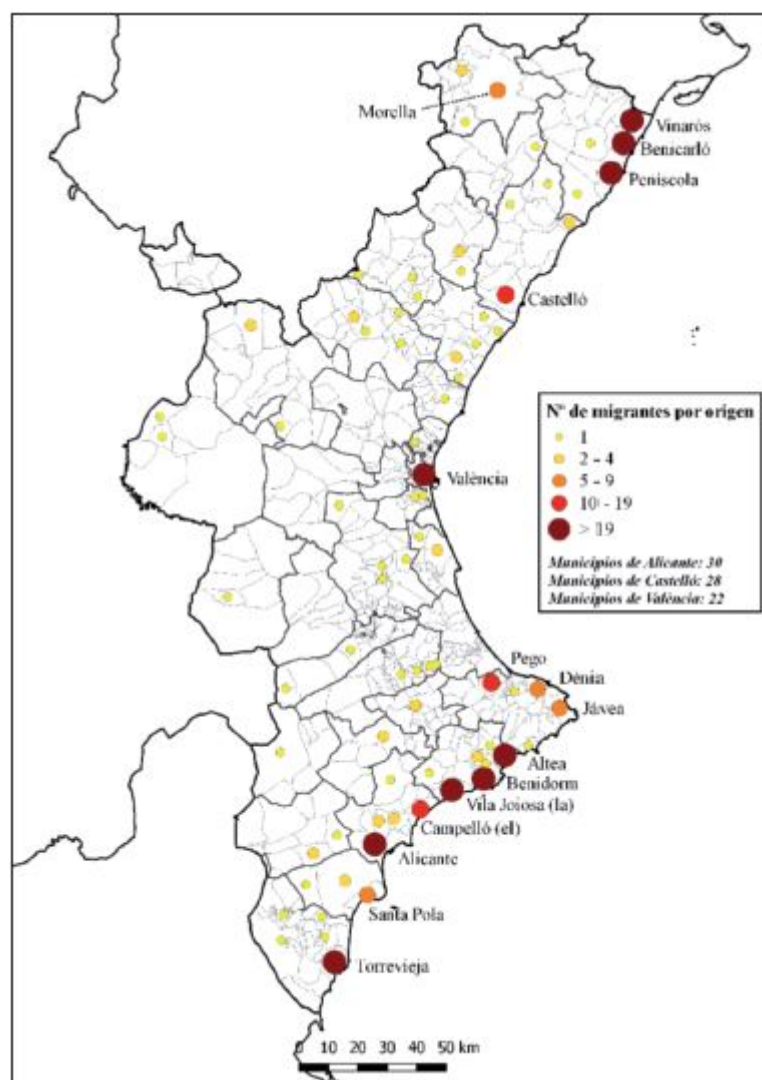 Morella
Vinaròs
Benicarló
Peníscola
Castelló
Nº de migrantes por origen
1
2 - 4
5 - 9
10 - 19
> 19
Municipios de Alicante: 30
Municipios de Castelló: 28
Municipios de València: 22
València
Pego
Dénia
Jávea
Altea
Benidorm
Vila Joiosa (la)
Campelló (el)
Alicante
Santa Pola
Torrevieja
0 10 20 30 40 50 km